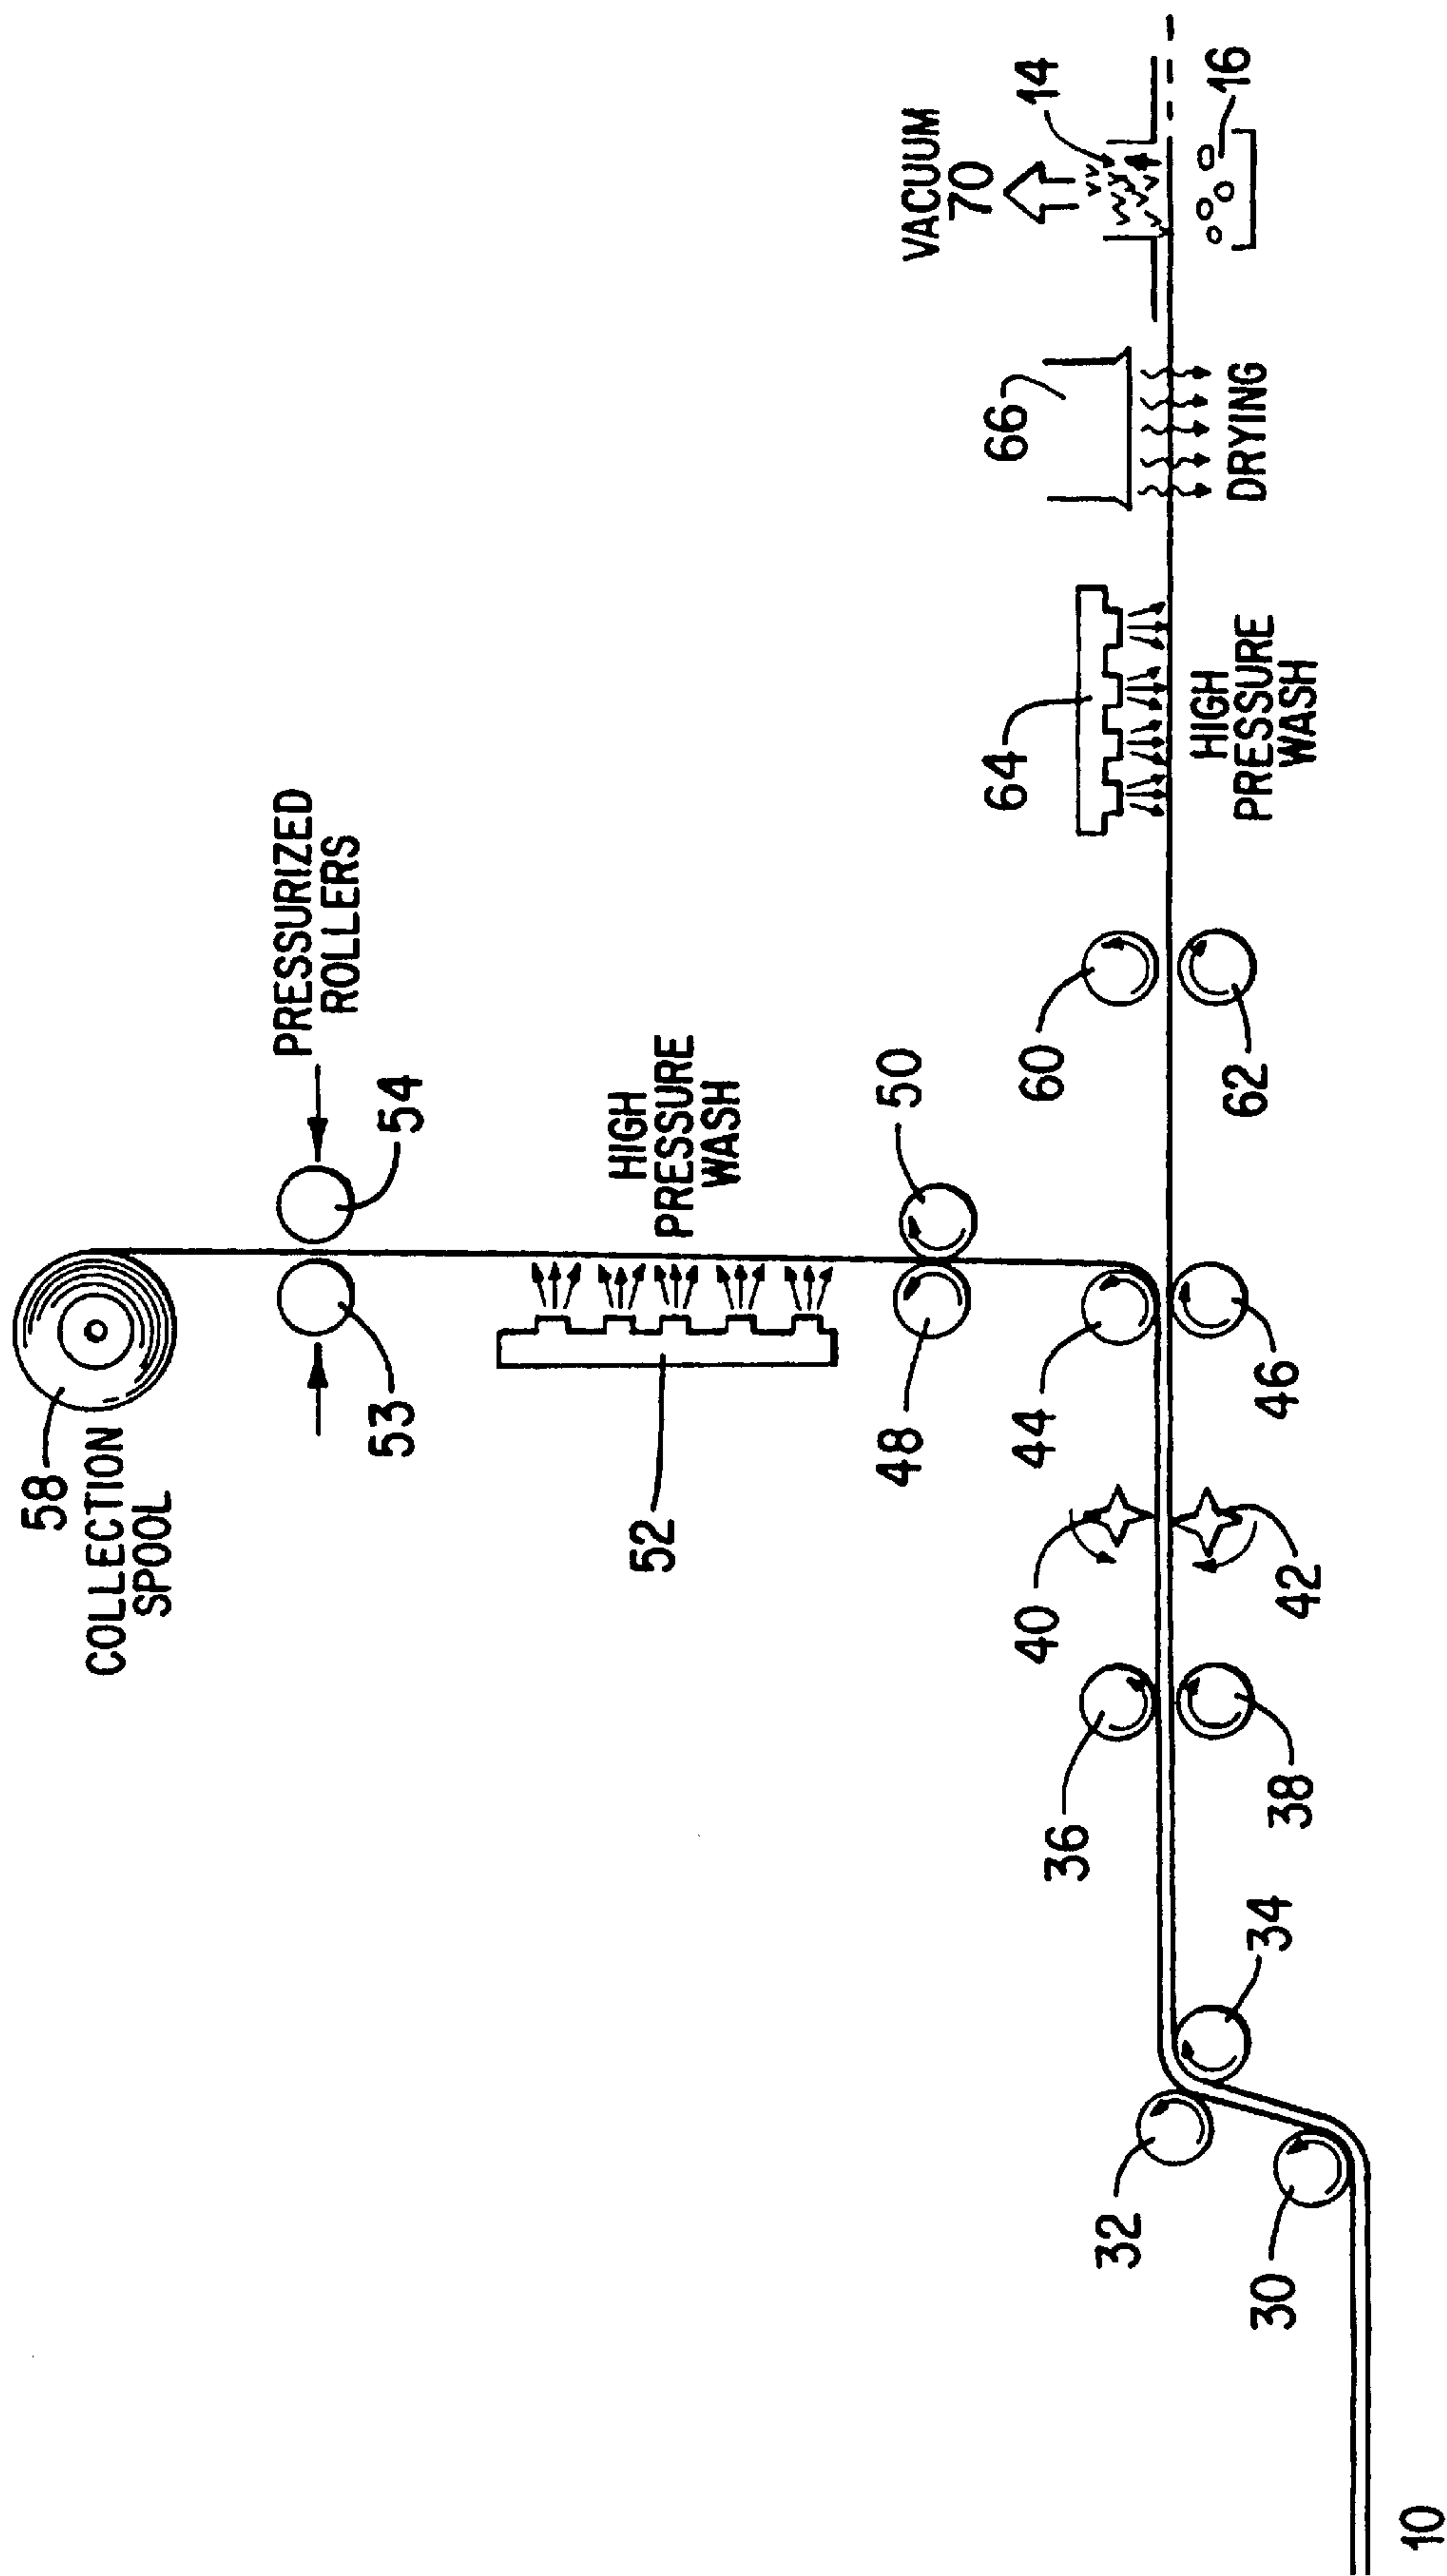 58
COLLECTION
SPOOL
PRESSURIZED
ROLLERS
54
53
HIGH
PRESSURE
WASH
52
50
48
VACUUM
70
14
16
66
DRYING
64
HIGH
PRESSURE
WASH
60
62
44
46
40
42
36
38
34
32
30
10